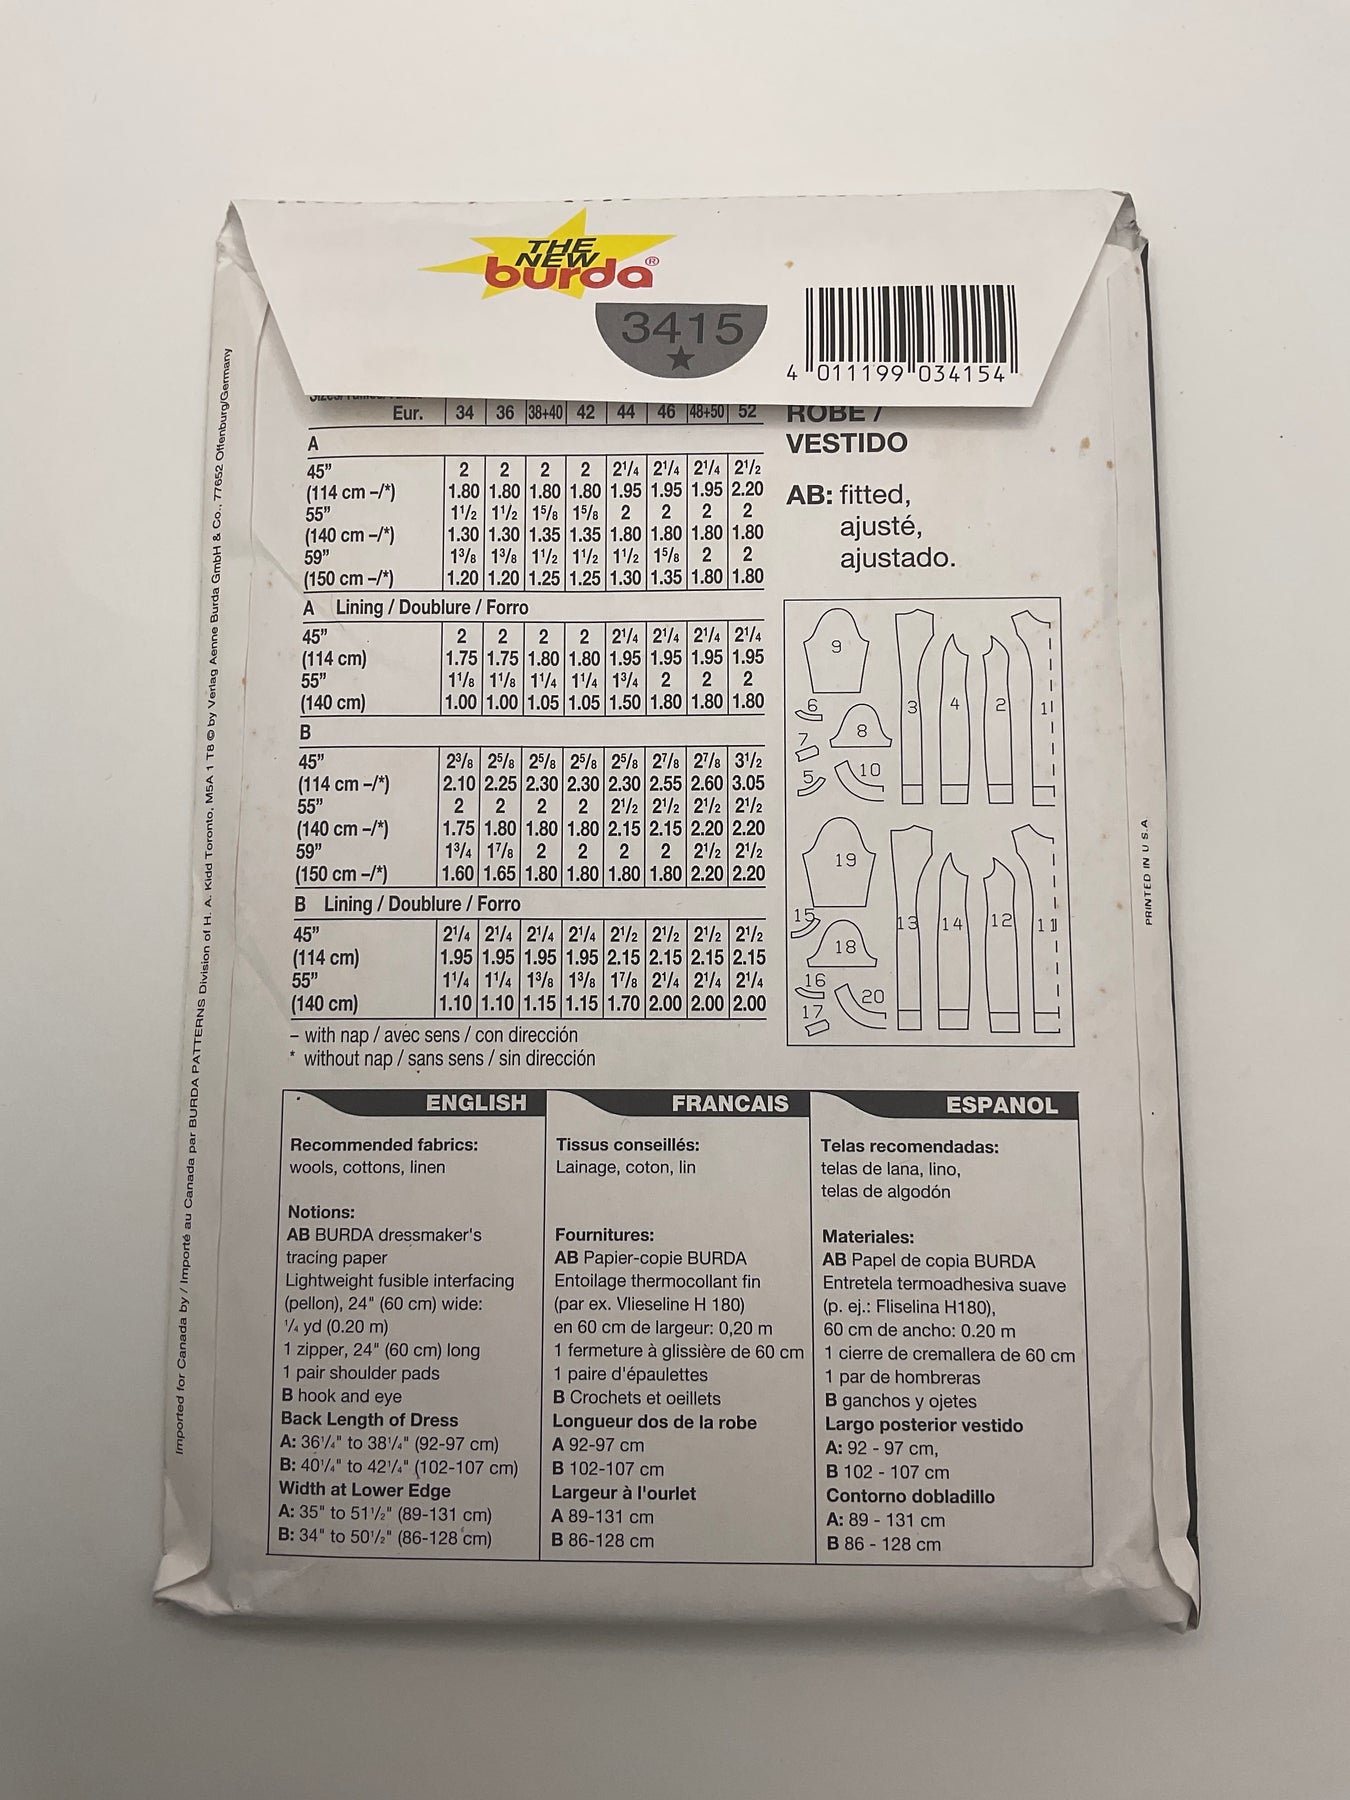 THE
NEW
burda®
3415
4 011199 034154
Sizes/Tailles/Tallas
Eur. 34 36 38+40 42 44 46 48+50 52
A
45" 2 2 2 2 2 1/4 2 1/4 2 1/4 2 1/2
(114 cm –/*) 1.80 1.80 1.80 1.80 1.95 1.95 1.95 2.20
55" 1 1/2 1 1/2 1 5/8 1 5/8 2 2 2 2
(140 cm –/*) 1.30 1.30 1.35 1.35 1.80 1.80 1.80 1.80
59" 1 3/8 1 3/8 1 1/2 1 1/2 1 1/2 1 5/8 2 2
(150 cm –/*) 1.20 1.20 1.25 1.25 1.30 1.35 1.80 1.80
A Lining / Doublure / Forro
45" 2 2 2 2 2 1/4 2 1/4 2 1/4 2 1/4
(114 cm) 1.75 1.75 1.80 1.80 1.95 1.95 1.95 1.95
55" 1 1/8 1 1/8 1 1/4 1 1/4 1 3/4 2 2 2
(140 cm) 1.00 1.00 1.05 1.05 1.50 1.80 1.80 1.80
B
45" 2 3/8 2 5/8 2 5/8 2 5/8 2 5/8 2 7/8 2 7/8 3 1/2
(114 cm –/*) 2.10 2.25 2.30 2.30 2.30 2.55 2.60 3.05
55" 2 2 2 2 2 1/2 2 1/2 2 1/2 2 1/2
(140 cm –/*) 1.75 1.80 1.80 1.80 2.15 2.15 2.20 2.20
59" 1 3/4 1 7/8 2 2 2 2 2 1/2 2 1/2
(150 cm –/*) 1.60 1.65 1.80 1.80 1.80 1.80 2.20 2.20
B Lining / Doublure / Forro
45" 2 1/4 2 1/4 2 1/4 2 1/4 2 1/2 2 1/2 2 1/2 2 1/2
(114 cm) 1.95 1.95 1.95 1.95 2.15 2.15 2.15 2.15
55" 1 1/4 1 1/4 1 3/8 1 3/8 1 7/8 2 1/4 2 1/4 2 1/4
(140 cm) 1.10 1.10 1.15 1.15 1.70 2.00 2.00 2.00
– with nap / avec sens / con dirección
* without nap / sans sens / sin dirección
ROBE /
VESTIDO
AB: fitted,
ajusté,
ajustado.
9
3 4 2 1
6
7 8
5 10
19
15 13 14 12 11
18
16
17 20
ENGLISH
Recommended fabrics:
wools, cottons, linen
Notions:
AB BURDA dressmaker's
tracing paper
Lightweight fusible interfacing
(pellon), 24" (60 cm) wide:
1/4 yd (0.20 m)
1 zipper, 24" (60 cm) long
1 pair shoulder pads
B hook and eye
Back Length of Dress
A: 36 1/4" to 38 1/4" (92-97 cm)
B: 40 1/4" to 42 1/4" (102-107 cm)
Width at Lower Edge
A: 35" to 51 1/2" (89-131 cm)
B: 34" to 50 1/2" (86-128 cm)
FRANCAIS
Tissus conseillés:
Lainage, coton, lin
Fournitures:
AB Papier-copie BURDA
Entoilage thermocollant fin
(par ex. Vlieseline H 180)
en 60 cm de largeur: 0,20 m
1 fermeture à glissière de 60 cm
1 paire d'épaulettes
B Crochets et oeillets
Longueur dos de la robe
A 92-97 cm
B 102-107 cm
Largeur à l'ourlet
A 89-131 cm
B 86-128 cm
ESPANOL
Telas recomendadas:
telas de lana, lino,
telas de algodón
Materiales:
AB Papel de copia BURDA
Entretela termoadhesiva suave
(p. ej.: Fliselina H180),
60 cm de ancho: 0.20 m
1 cierre de cremallera de 60 cm
1 par de hombreras
B ganchos y ojetes
Largo posterior vestido
A: 92 - 97 cm,
B 102 - 107 cm
Contorno dobladillo
A: 89 - 131 cm
B 86 - 128 cm
Imported for Canada by / Importé au Canada par BURDA PATTERNS Division of H. A. Kidd Toronto, M5A 1 T8 © by Verlag Aenne Burda GmbH & Co., 77652 Offenburg/Germany
PRINTED IN U.S.A.